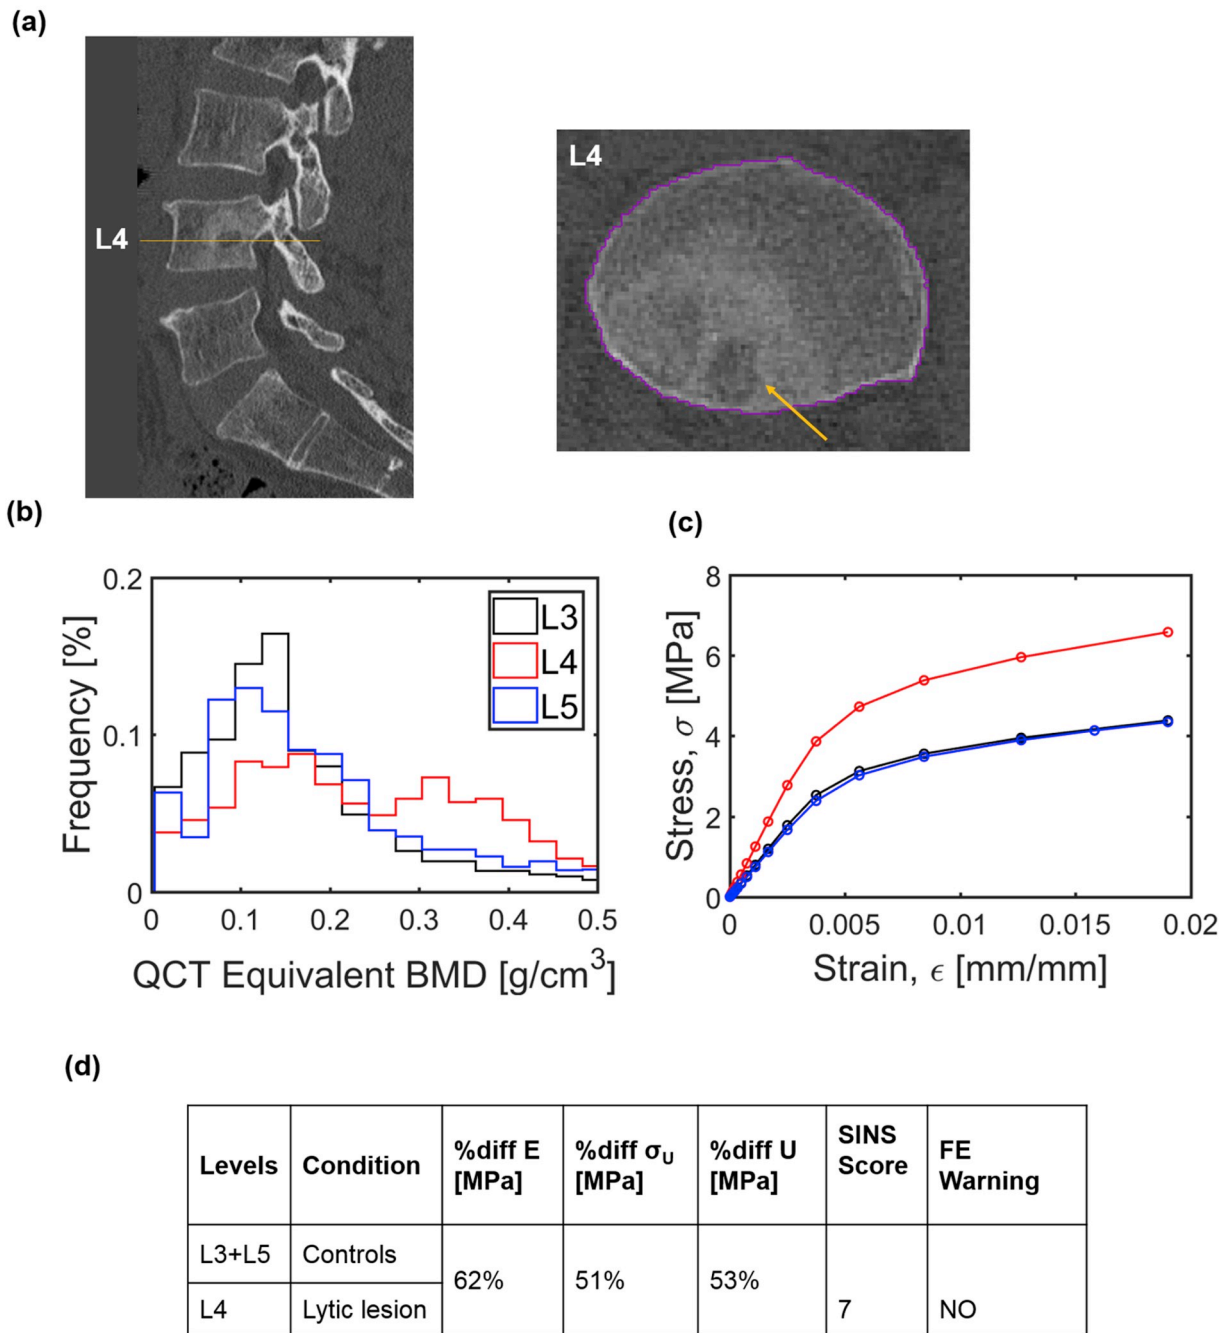 (a)
L4
L4
(b)
(c)
0.2
0.1
0
Frequency [%]
L3
L4
L5
0 0.1 0.2 0.3 0.4 0.5
QCT Equivalent BMD [g/cm³]
8
6
4
2
0
Stress, σ [MPa]
0 0.005 0.01 0.015 0.02
Strain, ϵ [mm/mm]
(d)
Levels Condition %diff E [MPa] %diff σU [MPa] %diff U [MPa] SINS Score FE Warning
L3+L5 Controls
62% 51% 53%
L4 Lytic lesion 7 NO